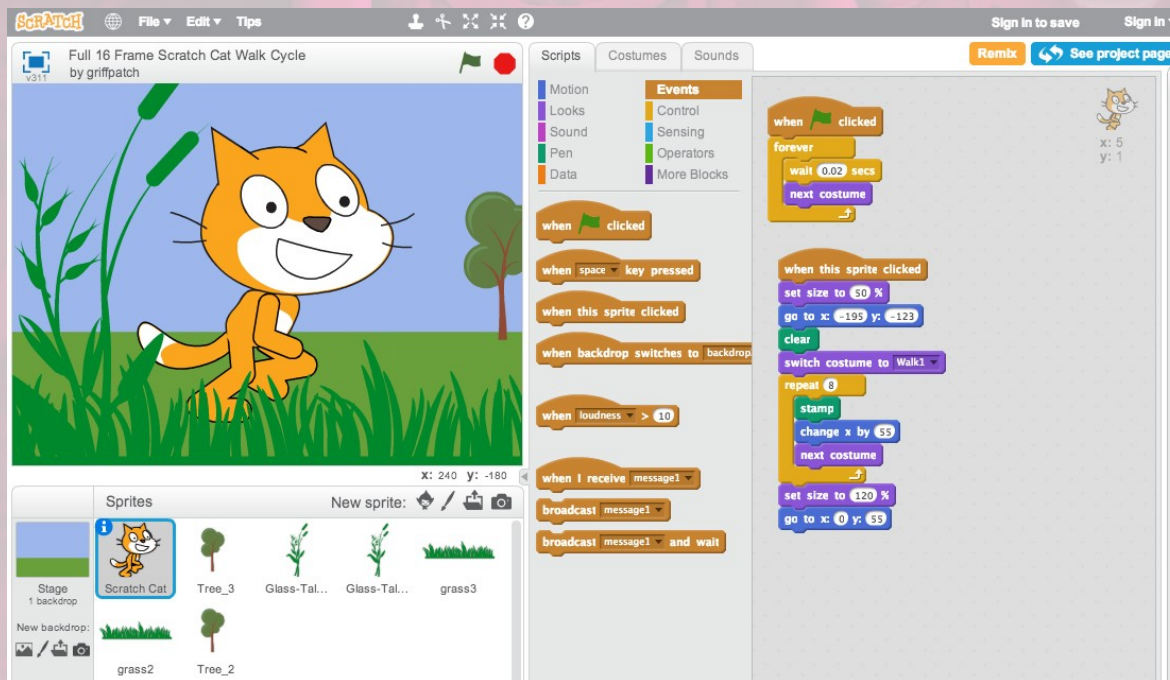 SCRATCH File Edit Tips Sign in to save Sign in
Full 16 Frame Scratch Cat Walk Cycle
by griffpatch
v311
x: 240 y: -180
Sprites New sprite:
Stage
1 backdrop
New backdrop:
Scratch Cat
Tree_3
Glass-Tal...
Glass-Tal...
grass3
grass2
Tree_2
Scripts Costumes Sounds
Remix See project page
Motion Events
Looks Control
Sound Sensing
Pen Operators
Data More Blocks
when clicked
when space key pressed
when this sprite clicked
when backdrop switches to backdrop
when loudness > 10
when I receive message1
broadcast message1
broadcast message1 and wait
when clicked
forever
wait 0.02 secs
next costume
x: 5
y: 1
when this sprite clicked
set size to 50 %
go to x: -195 y: -123
clear
switch costume to Walk1
repeat 8
stamp
change x by 55
next costume
set size to 120 %
go to x: 0 y: 55